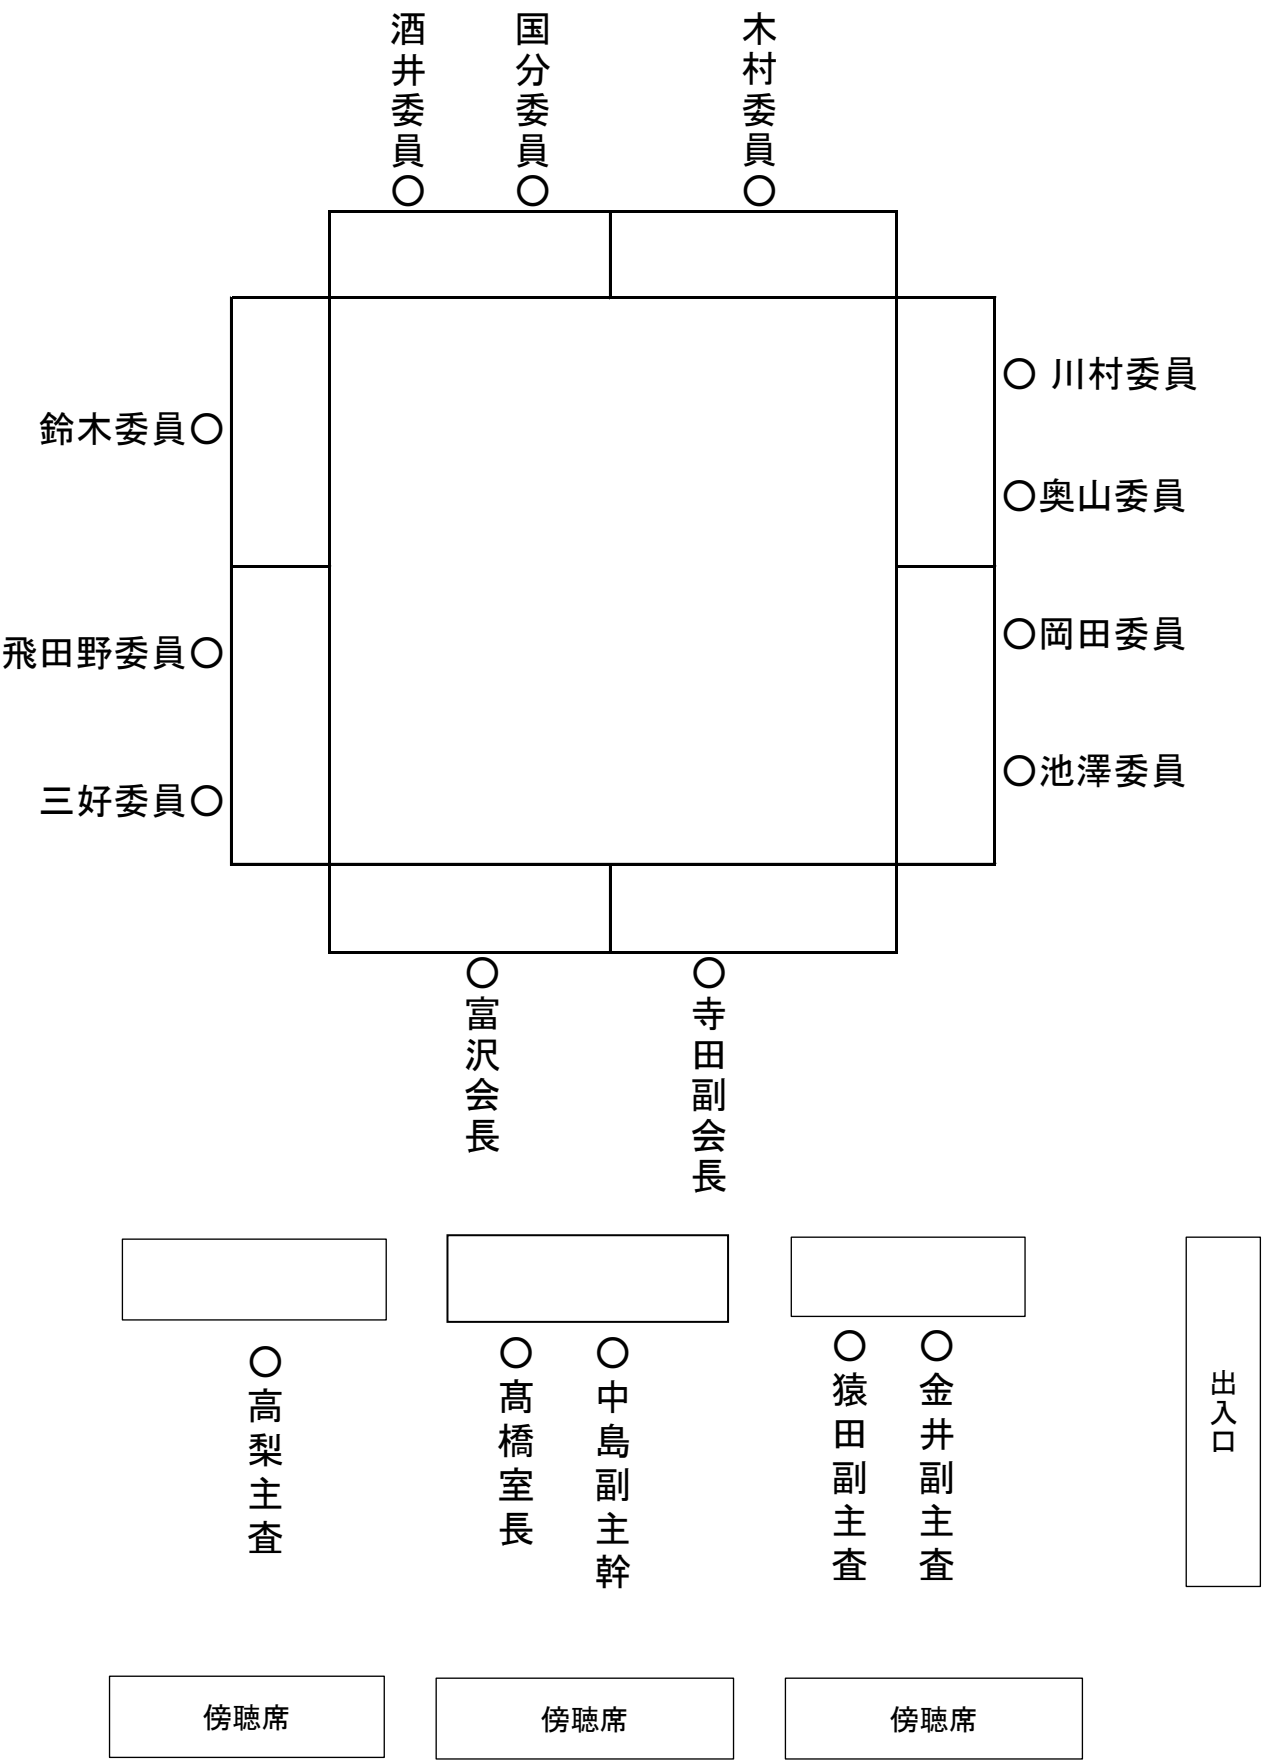 酒井委員○
国分委員○
木村委員○
○ 川村委員
鈴木委員○
○奥山委員
○岡田委員
飛田野委員○
○池澤委員
三好委員○
○富沢会長
○寺田副会長
○高梨主査
○髙橋室長
○中島副主幹
○猿田副主査
○金井副主査
出入口
傍聴席
傍聴席
傍聴席